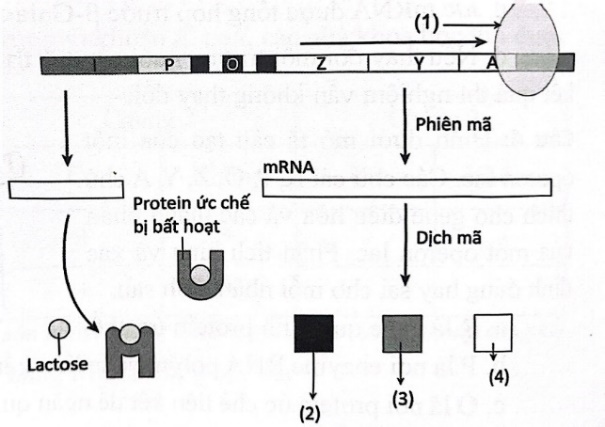 (1)
I P O Z Y A
Phiên mã
mRNA
Protein ức chế
bị bất hoạt
Dịch mã
Lactose
(2)
(3)
(4)